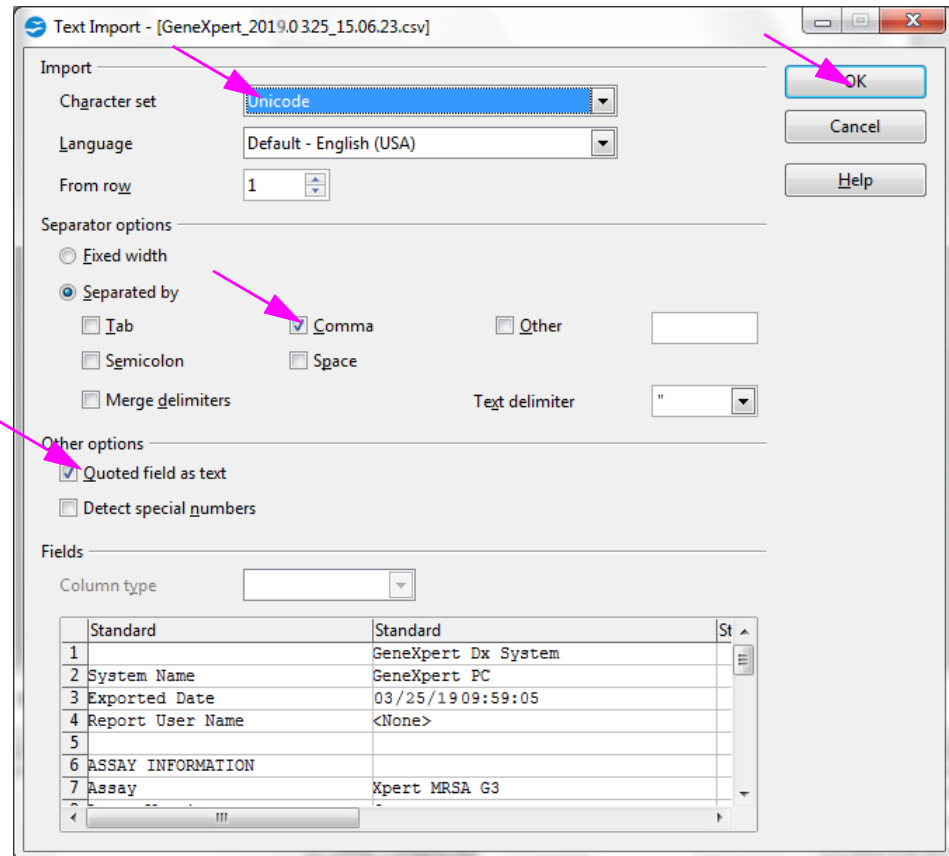 Text Import - [GeneXpert_2019.0325_15.06.23.csv]
Import
Character set Unicode
OK
Language Default - English (USA)
Cancel
From row 1
Help
Separator options
Fixed width
Separated by
Tab Comma Other
Semicolon Space
Merge delimiters Text delimiter "
Other options
Quoted field as text
Detect special numbers
Fields
Column type
Standard Standard St
1 GeneXpert Dx System
2 System Name GeneXpert PC
3 Exported Date 03/25/19 09:59:05
4 Report User Name <None>
5
6 ASSAY INFORMATION
7 Assay Xpert MRSA G3